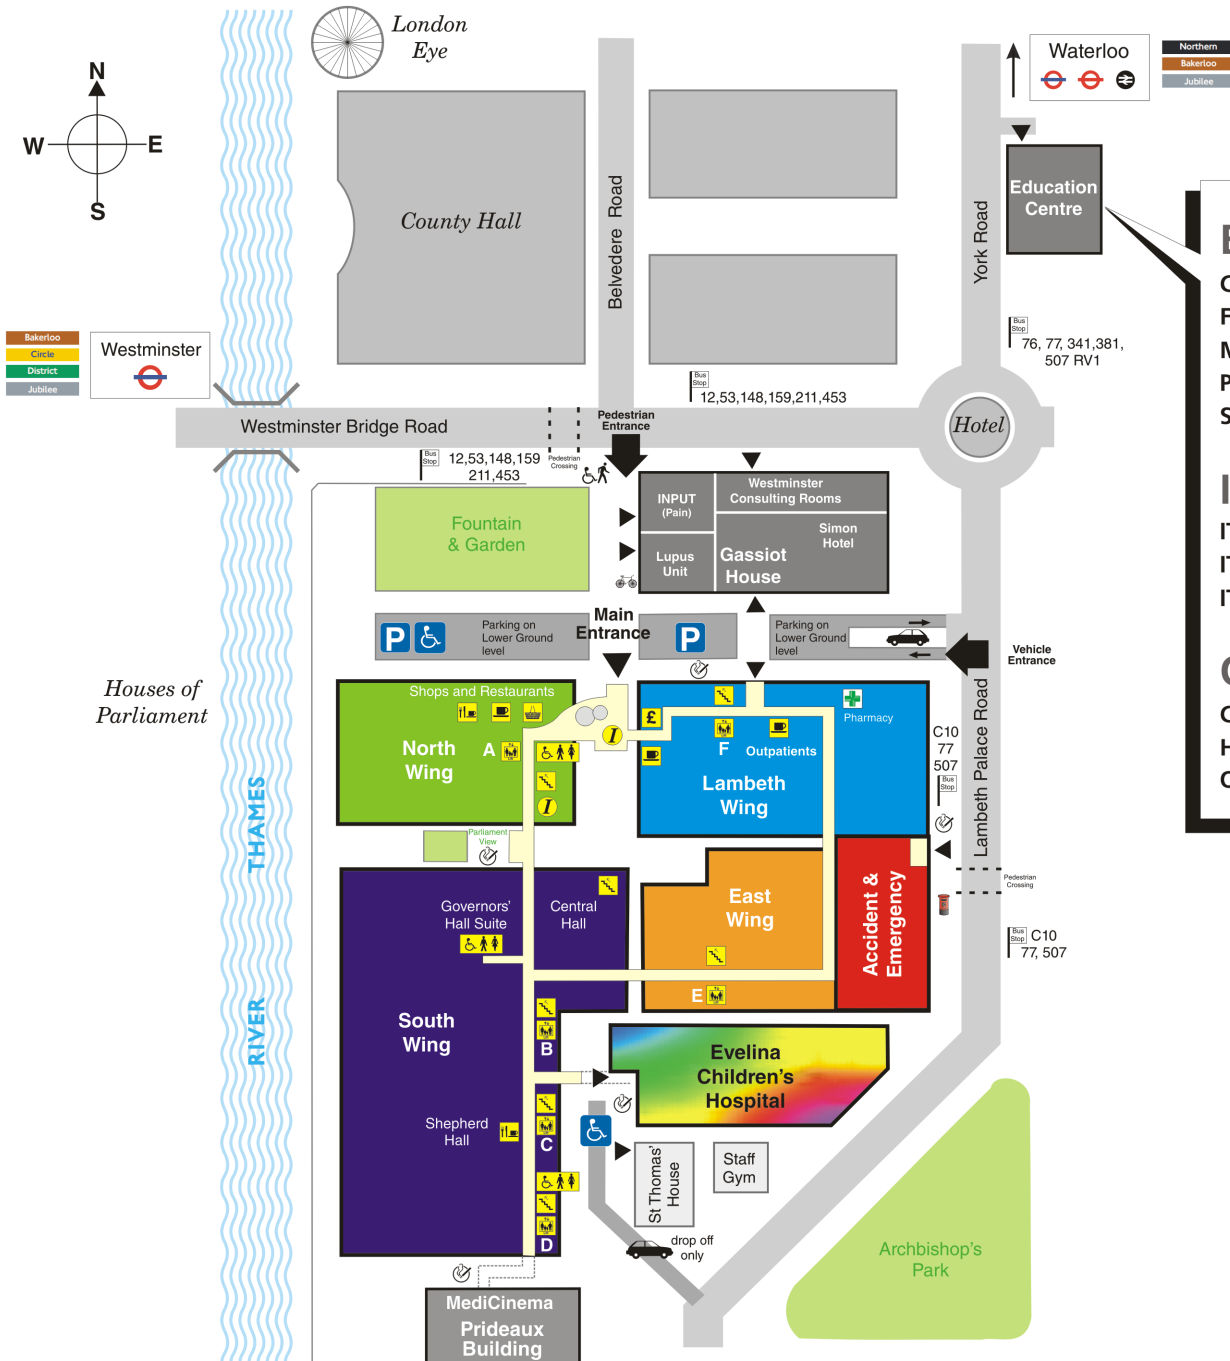 London
Eye
N
W
E
S
Waterloo
Northern
Bakerloo
Jubilee
Education
Centre
County Hall
Belvedere Road
York Road
Bakerloo
Circle
District
Jubilee
Westminster
Bus
Stop
76, 77, 341,381,
507 RV1
Bus
Stop
12,53,148,159,211,453
Westminster Bridge Road
Pedestrian
Entrance
Hotel
Bus
Stop
12,53,148,159
211,453
Pedestrian
Crossing
Fountain
& Garden
INPUT
(Pain)
Westminster
Consulting Rooms
Simon
Hotel
Lupus
Unit
Gassiot
House
P
Parking on
Lower Ground
level
Main
Entrance
P
Parking on
Lower Ground
level
Vehicle
Entrance
Houses of
Parliament
Shops and Restaurants
North
Wing
A
I
I
£
F
Outpatients
Pharmacy
Lambeth
Wing
C10
77
507
Bus
Stop
Lambeth Palace Road
RIVER THAMES
Parliament
View
Governors'
Hall Suite
Central
Hall
East
Wing
Accident &
Emergency
Pedestrian
Crossing
Bus
Stop
C10
77, 507
E
South
Wing
B
Evelina
Children's
Hospital
Shepherd
Hall
C
St Thomas'
House
Staff
Gym
D
drop off
only
Archbishop's
Park
MediCinema
Prideaux
Building